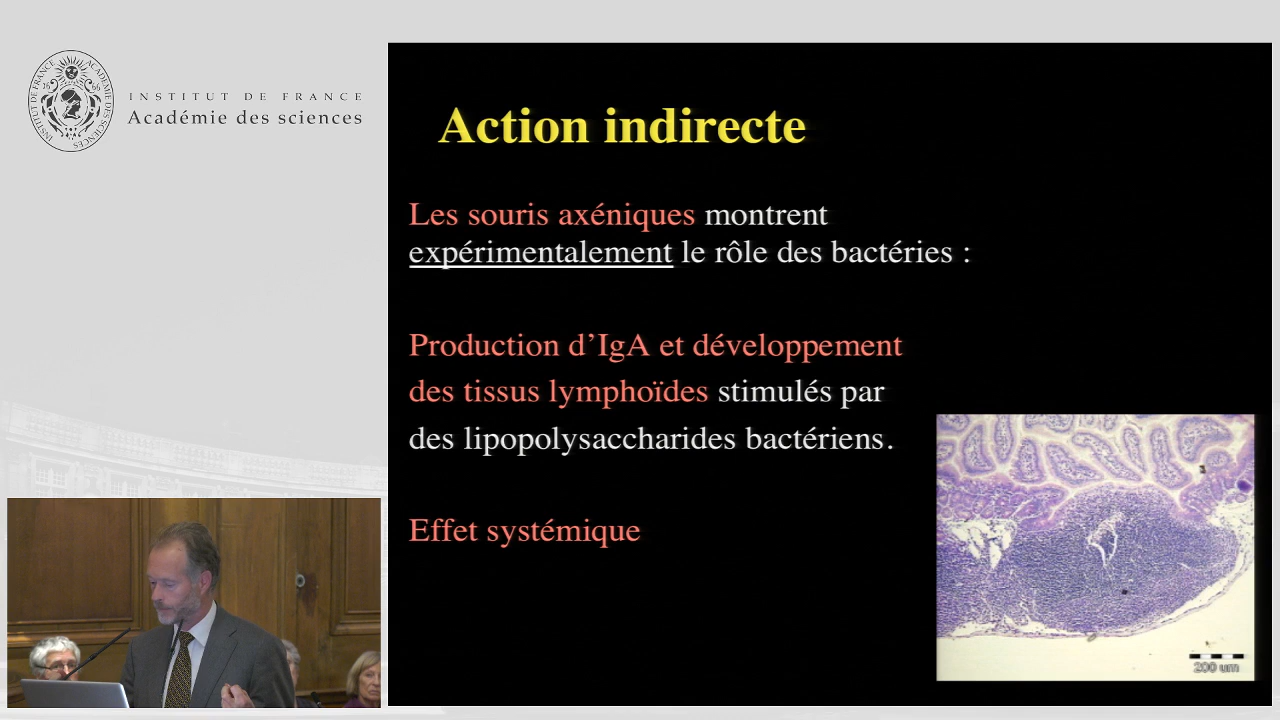 INSTITUT DE FRANCE
Académie des sciences
Action indirecte
Les souris axéniques montrent
expérimentalement le rôle des bactéries :
Production d’IgA et développement
des tissus lymphoïdes stimulés par
des lipopolysaccharides bactériens.
Effet systémique
200 um